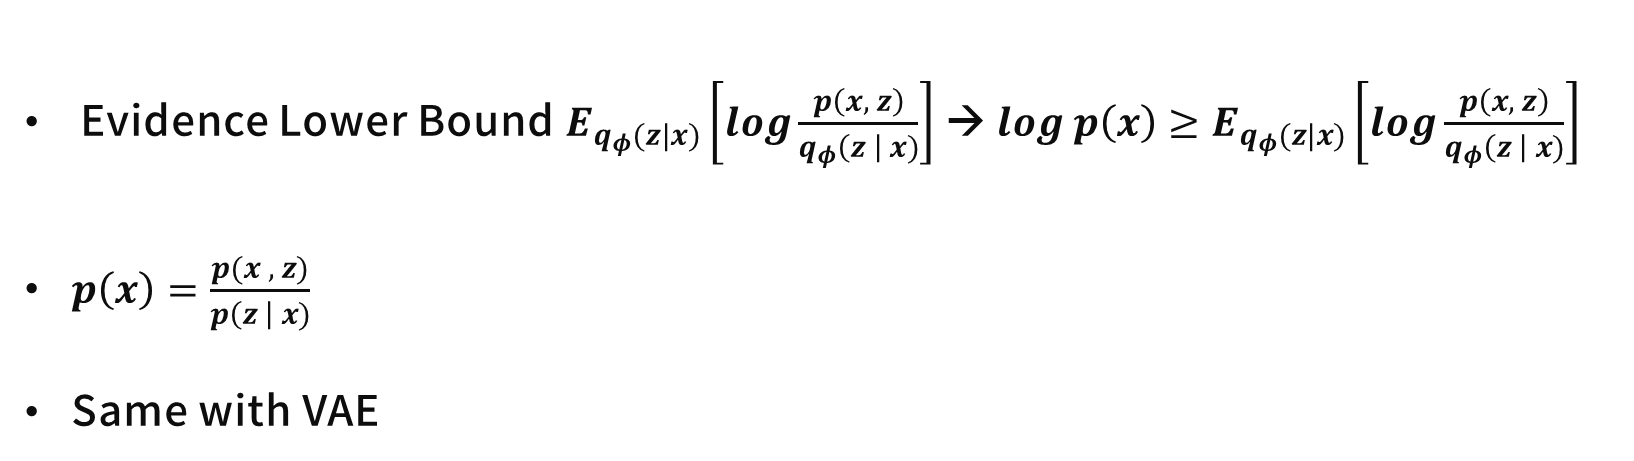 • Evidence Lower Bound E_{q_ϕ(z|x)} [log p(x, z) / q_ϕ(z | x)] → log p(x) ≥ E_{q_ϕ(z|x)} [log p(x, z) / q_ϕ(z | x)]
• p(x) = p(x , z) / p(z | x)
• Same with VAE